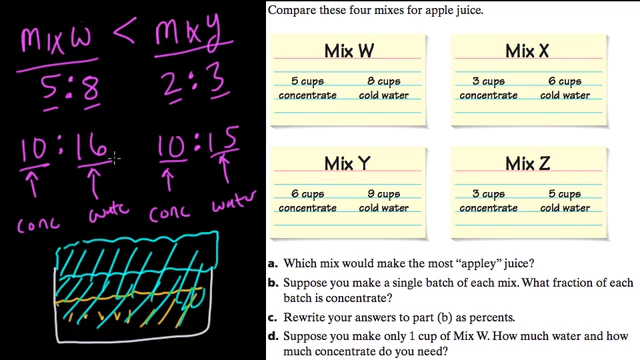 Mix W < Mix Y
5 : 8 2 : 3
10 : 16 10 : 15
conc wate conc water
Compare these four mixes for apple juice.
Mix W
5 cups 8 cups
concentrate cold water
Mix X
3 cups 6 cups
concentrate cold water
Mix Y
6 cups 9 cups
concentrate cold water
Mix Z
3 cups 5 cups
concentrate cold water
a. Which mix would make the most “appley” juice?
b. Suppose you make a single batch of each mix. What fraction of each
batch is concentrate?
c. Rewrite your answers to part (b) as percents.
d. Suppose you make only 1 cup of Mix W. How much water and how
much concentrate do you need?